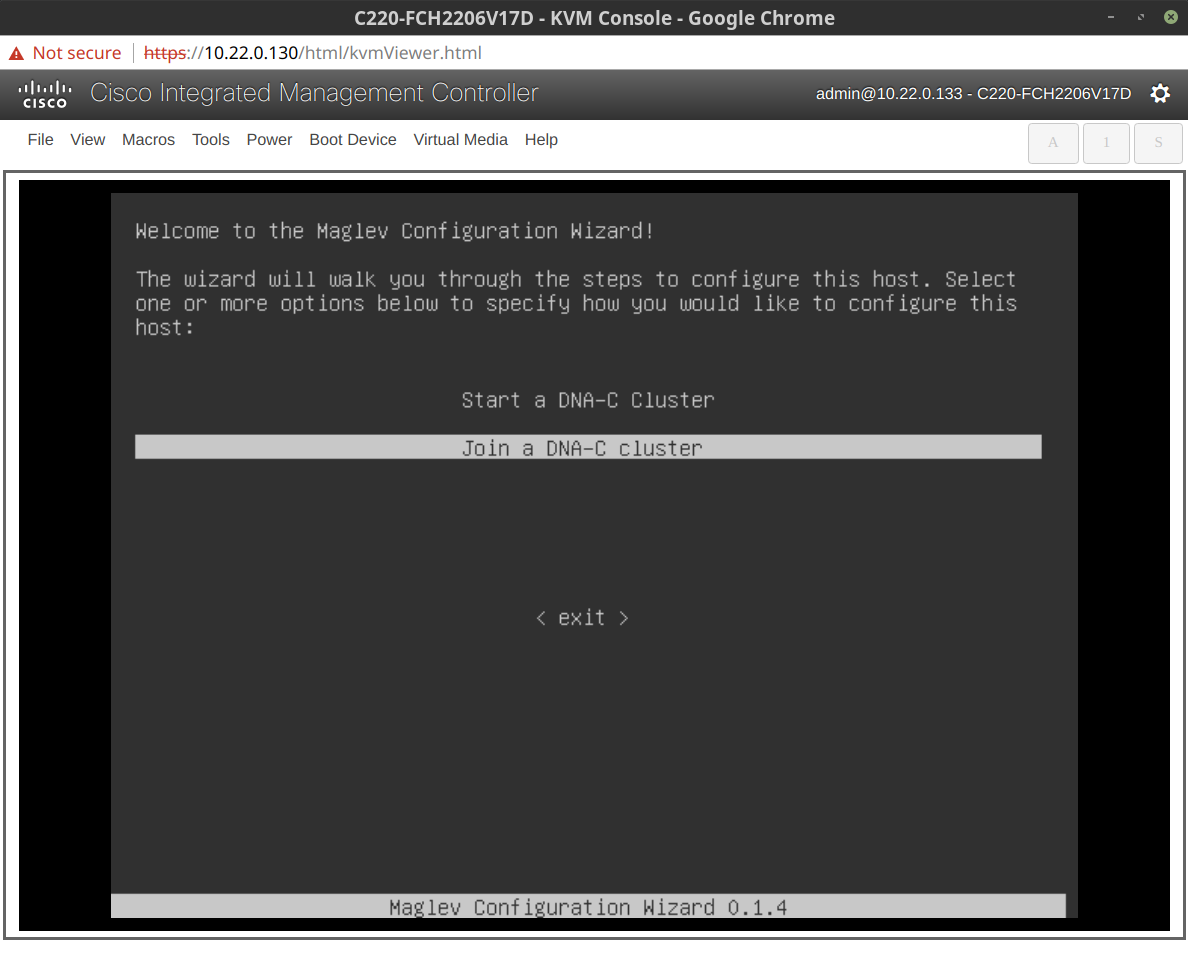 C220-FCH2206V17D - KVM Console - Google Chrome
Not secure https://10.22.0.130/html/kvmViewer.html
CISCO Cisco Integrated Management Controller admin@10.22.0.133 - C220-FCH2206V17D
File View Macros Tools Power Boot Device Virtual Media Help A 1 S
Welcome to the Maglev Configuration Wizard!
The wizard will walk you through the steps to configure this host. Select
one or more options below to specify how you would like to configure this
host:
Start a DNA-C Cluster
Join a DNA-C cluster
< exit >
Maglev Configuration Wizard 0.1.4